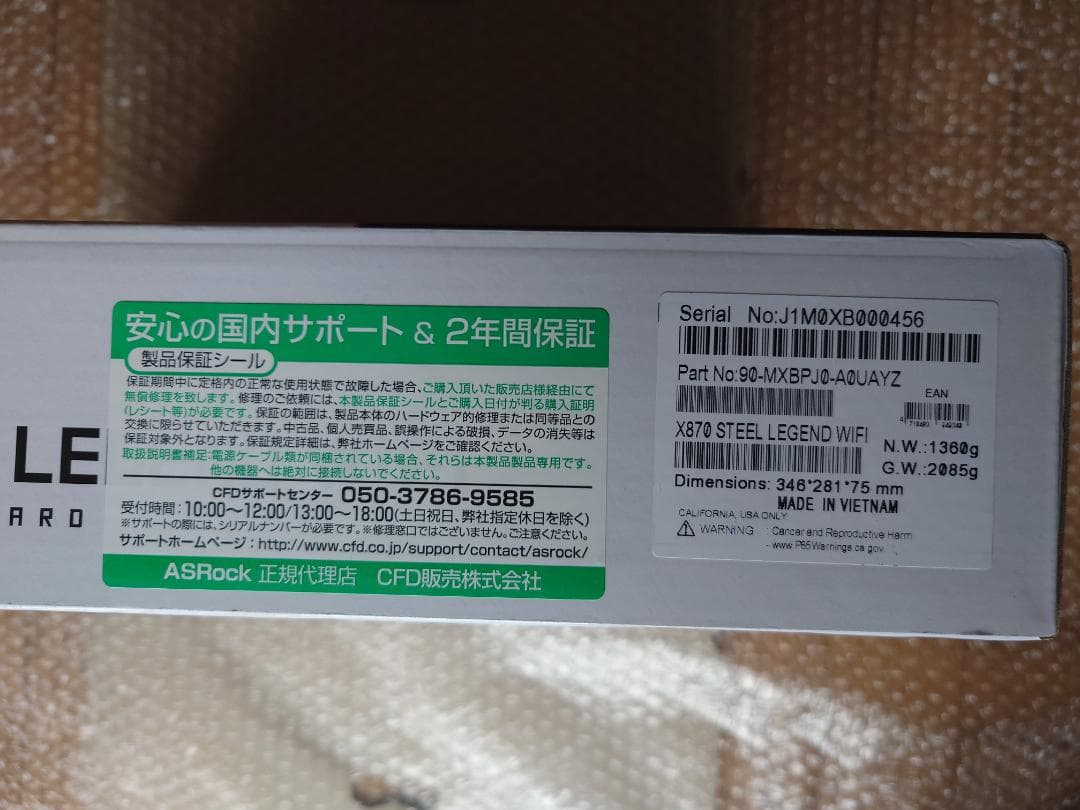 LE
ARD
安心の国内サポート & 2年間保証
製品保証シール
保証期間中に定格内の正常な使用状態で故障した場合、ご購入頂いた販売店様経由にて
無償修理を致します。修理のご依頼には、本製品保証シールとご購入日付が判る購入証明
(レシート等)が必要です。保証の範囲は、製品本体のハードウェア的修理または同等品との
交換に限らせていただきます。中古品、個人売買品、誤操作による破損、データの消失等は
保証対象外となります。保証規定詳細は、弊社ホームページをご確認ください。
取扱説明書補足:電源ケーブル類が同梱されている場合、それらは本製品専用です。
他の機器へは絶対に接続しないでください。
CFDサポートセンター 050-3786-9585
受付時間:10:00〜12:00/13:00〜18:00(土日祝日、弊社指定休日を除く)
※サポートの際には、シリアルナンバーが必要です。※修理窓口ではございません。ご注意ください。
サポートホームページ:http://www.cfd.co.jp/support/contact/asrock/
ASRock 正規代理店 CFD販売株式会社
Serial No:J1M0XB000456
Part No:90-MXBPJ0-A0UAYZ
EAN
X870 STEEL LEGEND WIFI
N.W.:1360g
G.W.:2085g
Dimensions: 346*281*75 mm
MADE IN VIETNAM
CALIFORNIA, USA ONLY:
WARNING : Cancer and Reproductive Harm
- www.P65Warnings.ca.gov